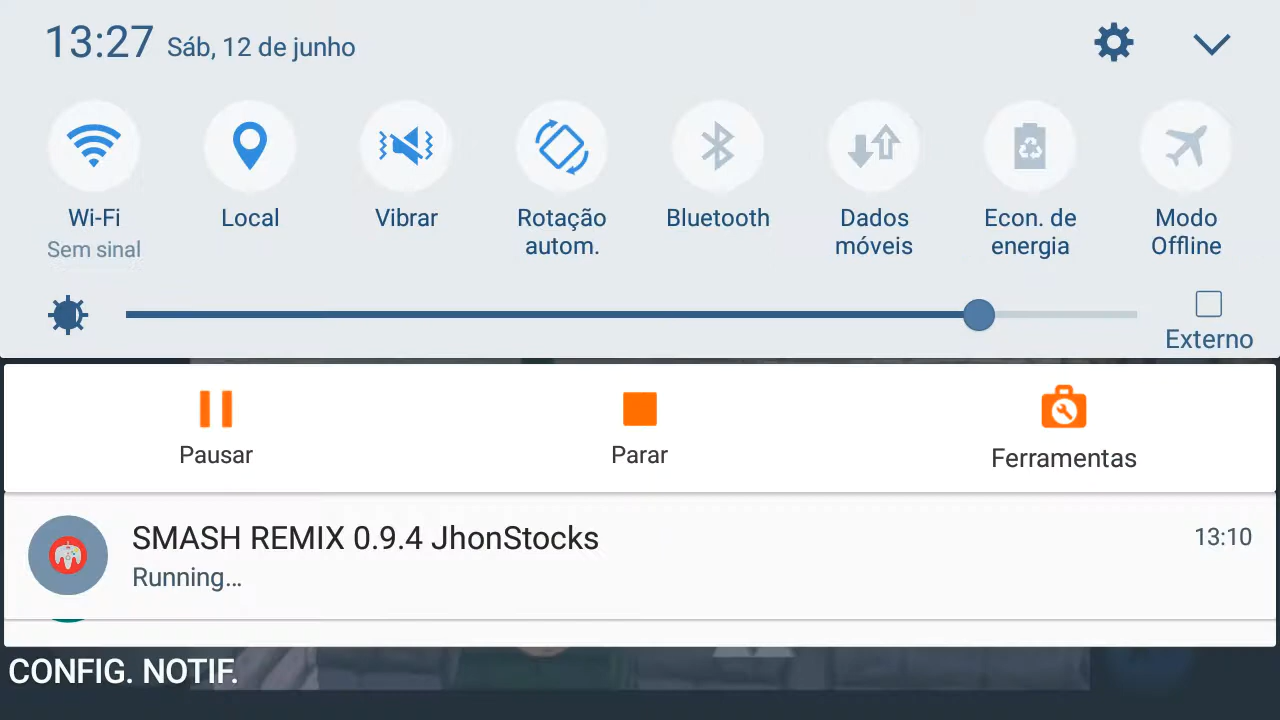 13:27 Sáb, 12 de junho
Wi-Fi
Sem sinal
Local
Vibrar
Rotação
autom.
Bluetooth
Dados
móveis
Econ. de
energia
Modo
Offline
Externo
Pausar
Parar
Ferramentas
SMASH REMIX 0.9.4 JhonStocks
13:10
Running...
CONFIG. NOTIF.